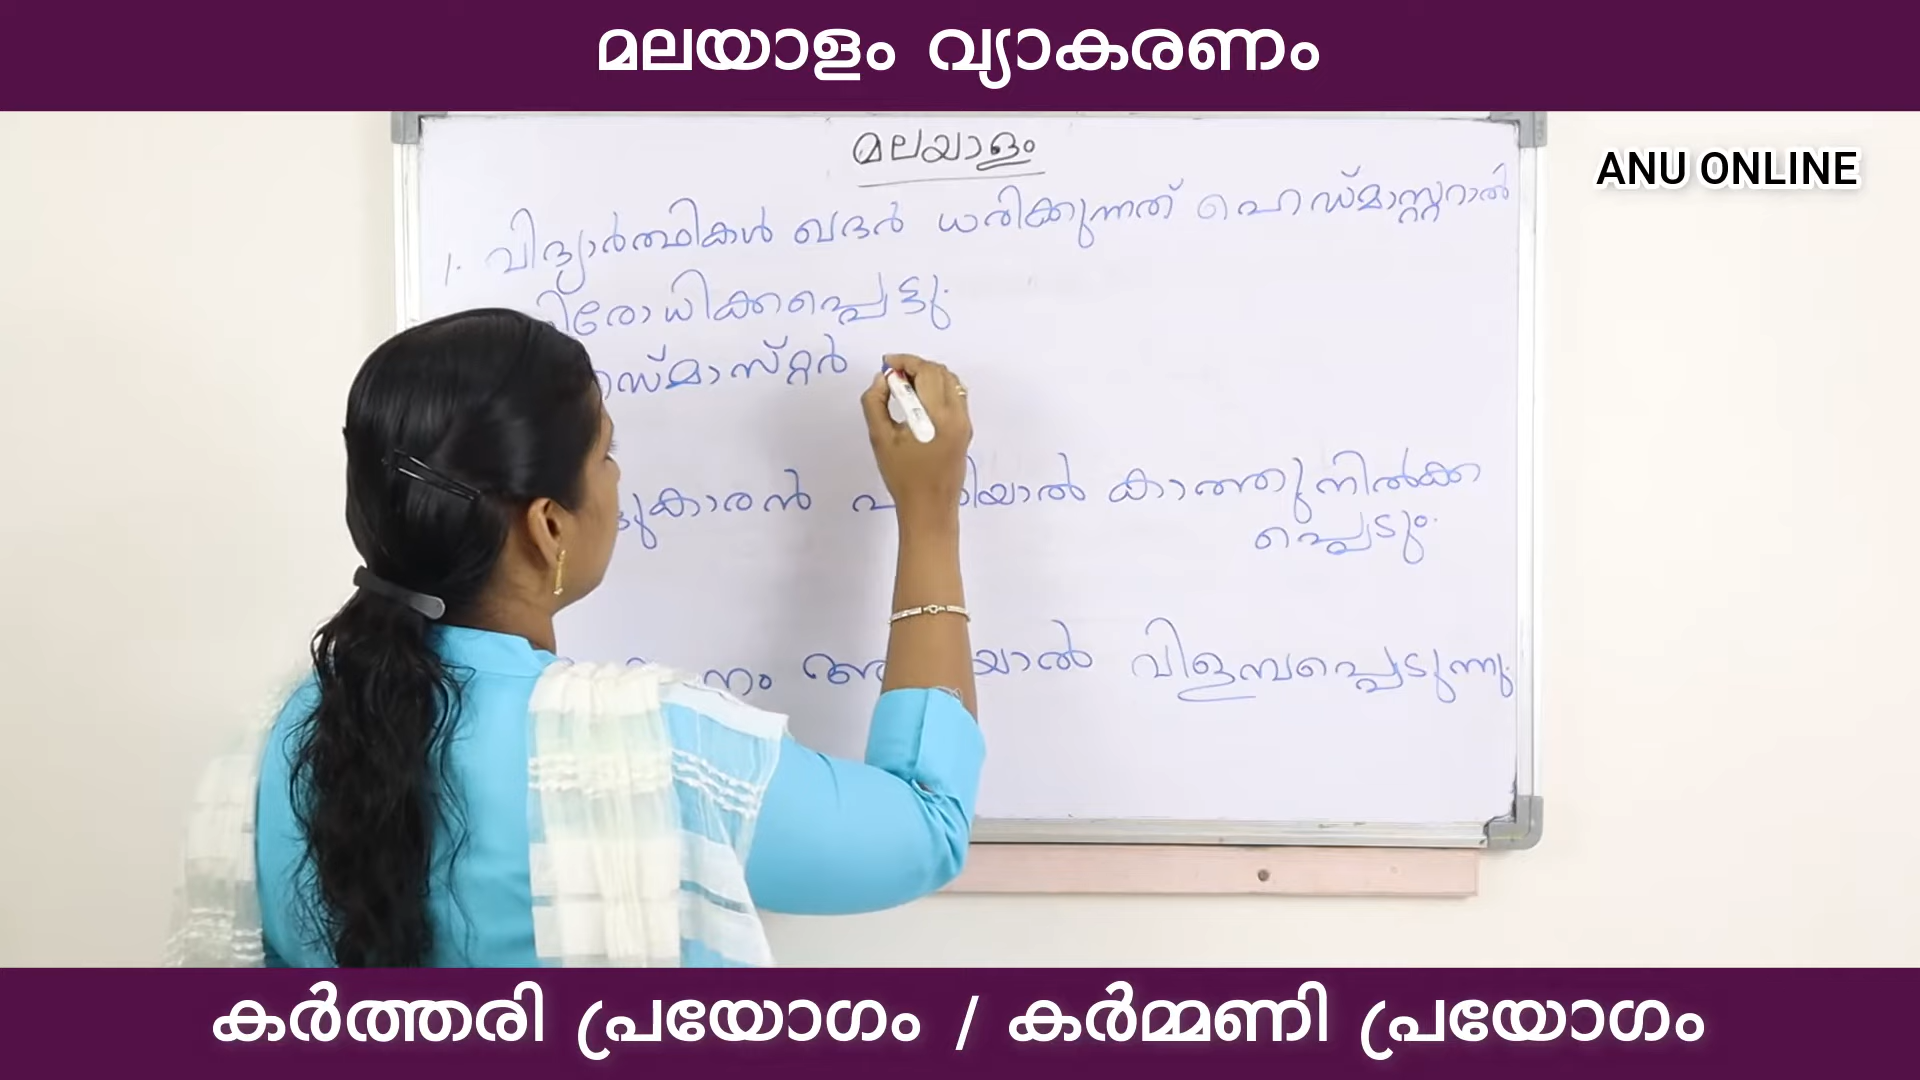 മലയാളം വ്യാകരണം
ANU ONLINE
മലയാളം
1. വിദ്യാർത്ഥികൾ ഖദർ ധരിക്കുന്നത് ഹെഡ്മാസ്റ്ററാൽ
നിരോധിക്കപ്പെട്ടു.
ഹെഡ്മാസ്റ്റർ
കാത്തുനിൽക്ക
പ്പെടും.
വിളമ്പപ്പെടുന്നു.
കർത്തരി പ്രയോഗം / കർമ്മണി പ്രയോഗം